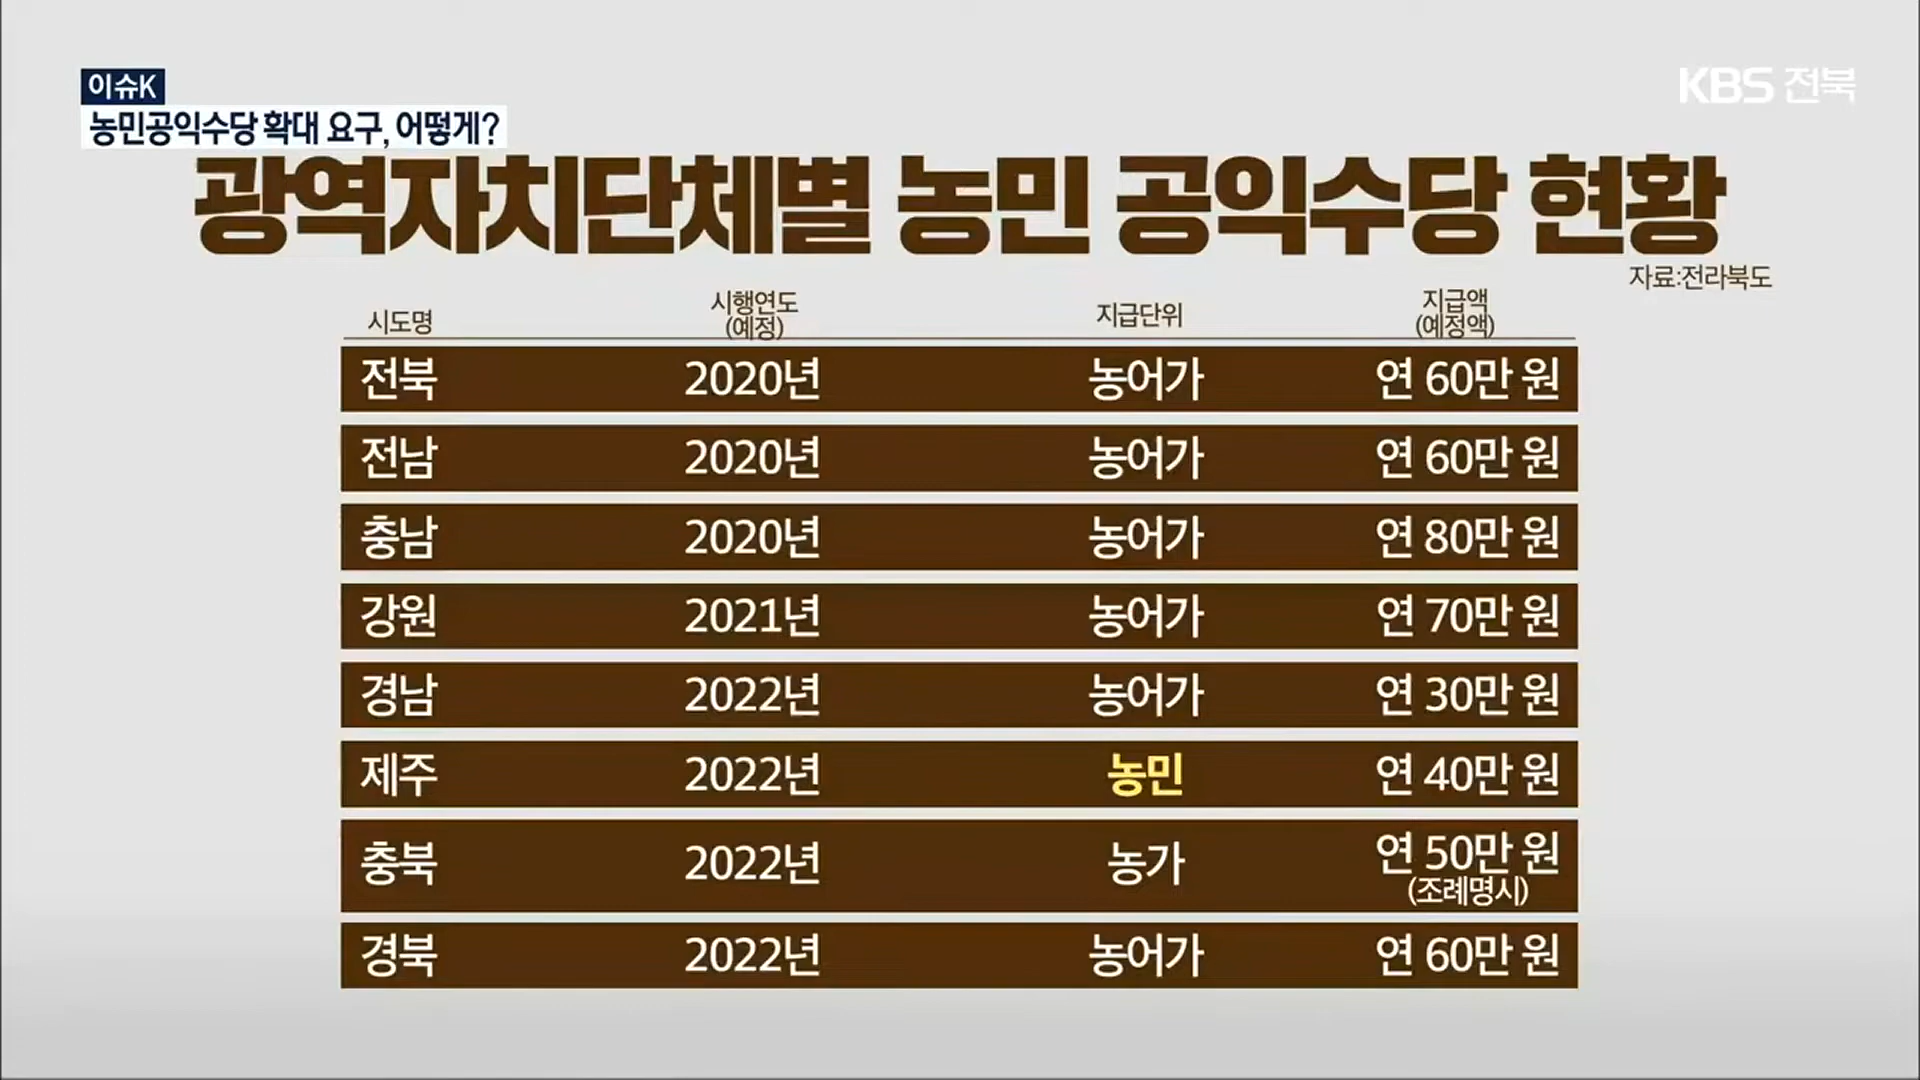 이슈K
KBS 전북
농민공익수당 확대 요구, 어떻게?
광역자치단체별 농민 공익수당 현황
자료:전라북도
시도명 시행연도 (예정) 지급단위 지급액 (예정액)
전북 2020년 농어가 연 60만 원
전남 2020년 농어가 연 60만 원
충남 2020년 농어가 연 80만 원
강원 2021년 농어가 연 70만 원
경남 2022년 농어가 연 30만 원
제주 2022년 농민 연 40만 원
충북 2022년 농가 연 50만 원
(조례명시)
경북 2022년 농어가 연 60만 원